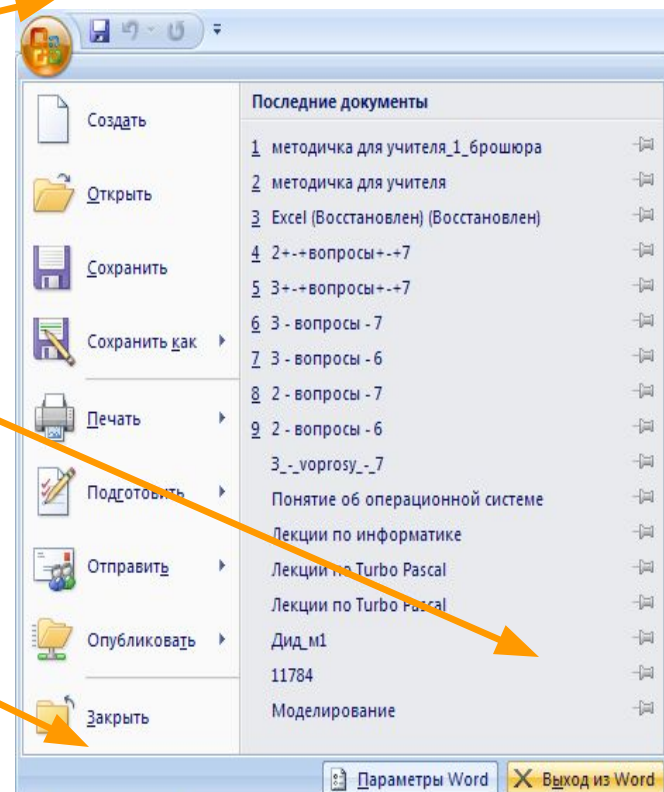 Создать
Открыть
Сохранить
Сохранить как
Печать
Подготовить
Отправить
Опубликовать
Закрыть
Последние документы
1 методичка для учителя_1_брошюра
2 методичка для учителя
3 Excel (Восстановлен) (Восстановлен)
4 2+-+вопросы+-+7
5 3+-+вопросы+-+7
6 3 - вопросы - 7
7 3 - вопросы - 6
8 2 - вопросы - 7
9 2 - вопросы - 6
3_-_voprosy_-_7
Понятие об операционной системе
Лекции по информатике
Лекции по Turbo Pascal
Лекции по Turbo Pascal
Дид_м1
11784
Моделирование
Параметры Word
Выход из Word